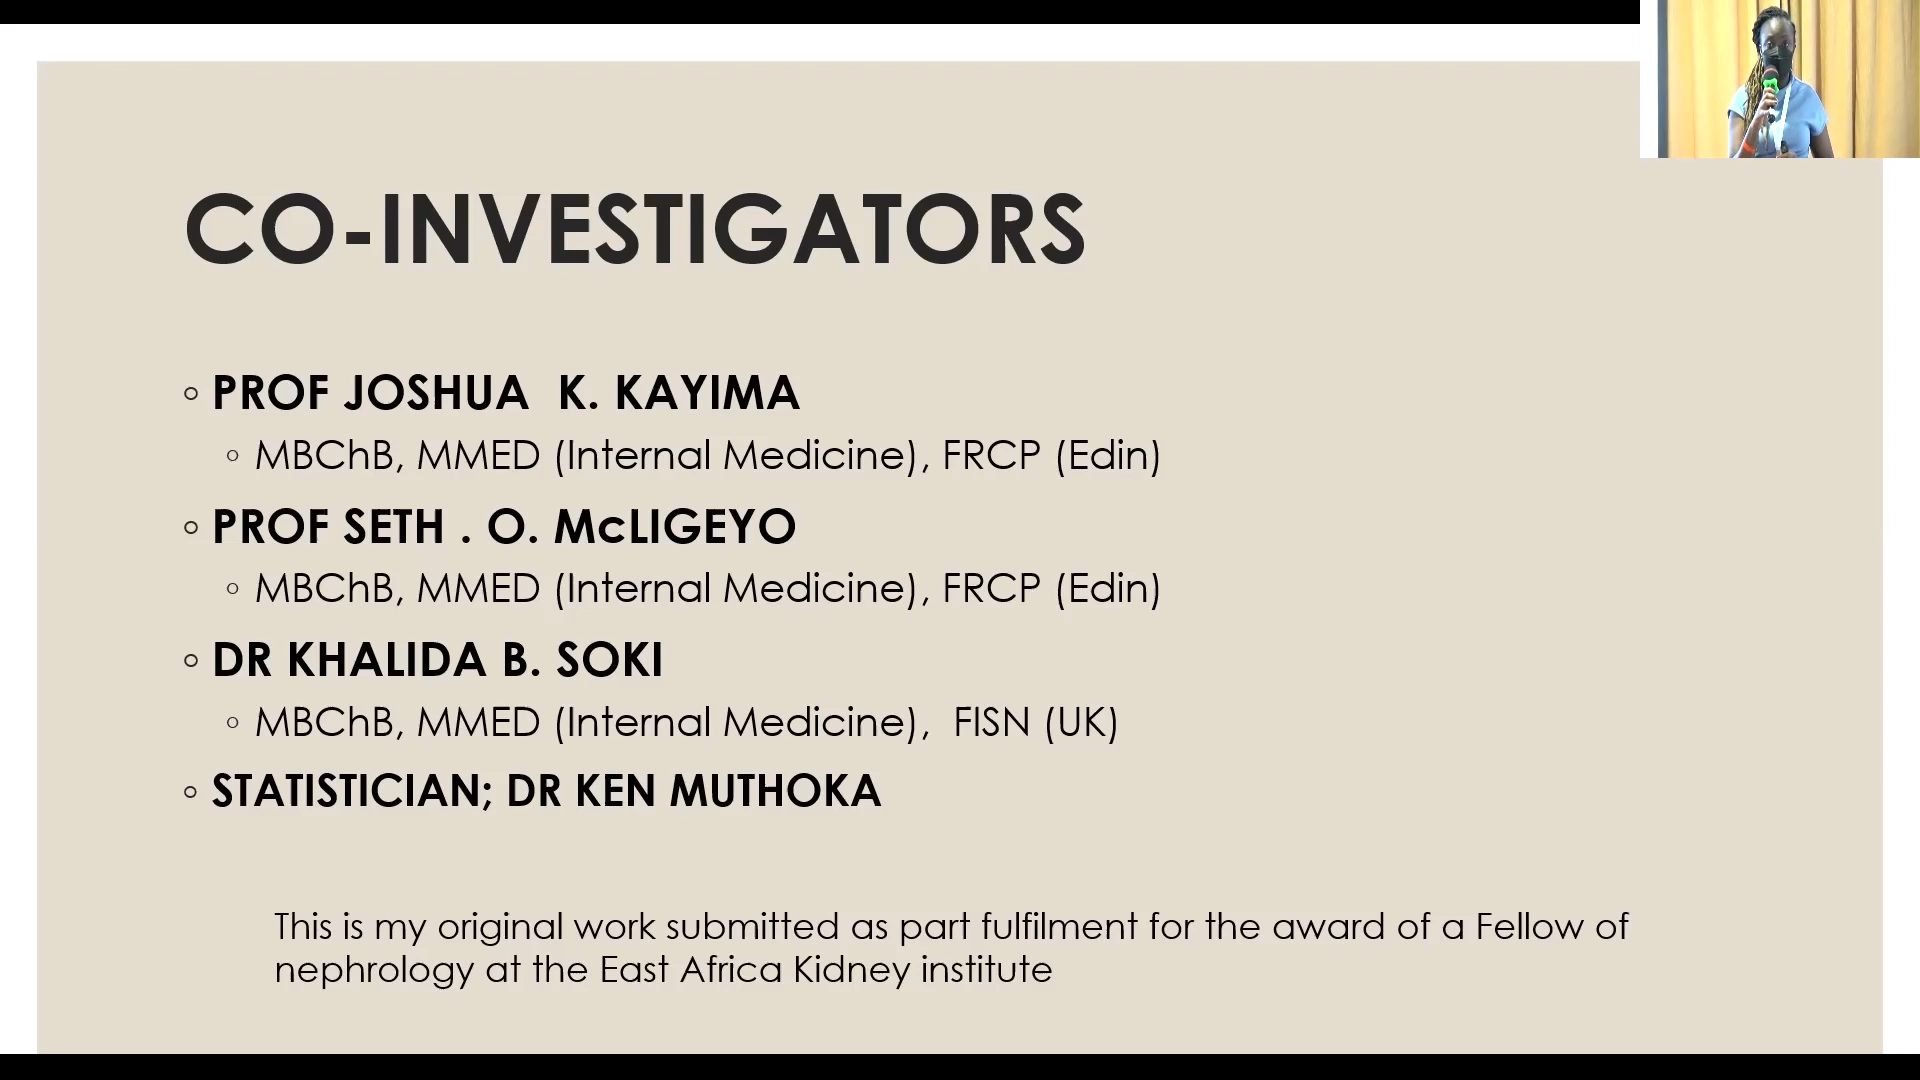 CO-INVESTIGATORS
◦ PROF JOSHUA  K. KAYIMA
◦ MBChB, MMED (Internal Medicine), FRCP (Edin)
◦ PROF SETH . O. McLIGEYO
◦ MBChB, MMED (Internal Medicine), FRCP (Edin)
◦ DR KHALIDA B. SOKI
◦ MBChB, MMED (Internal Medicine),  FISN (UK)
◦ STATISTICIAN; DR KEN MUTHOKA
This is my original work submitted as part fulfilment for the award of a Fellow of
nephrology at the East Africa Kidney institute